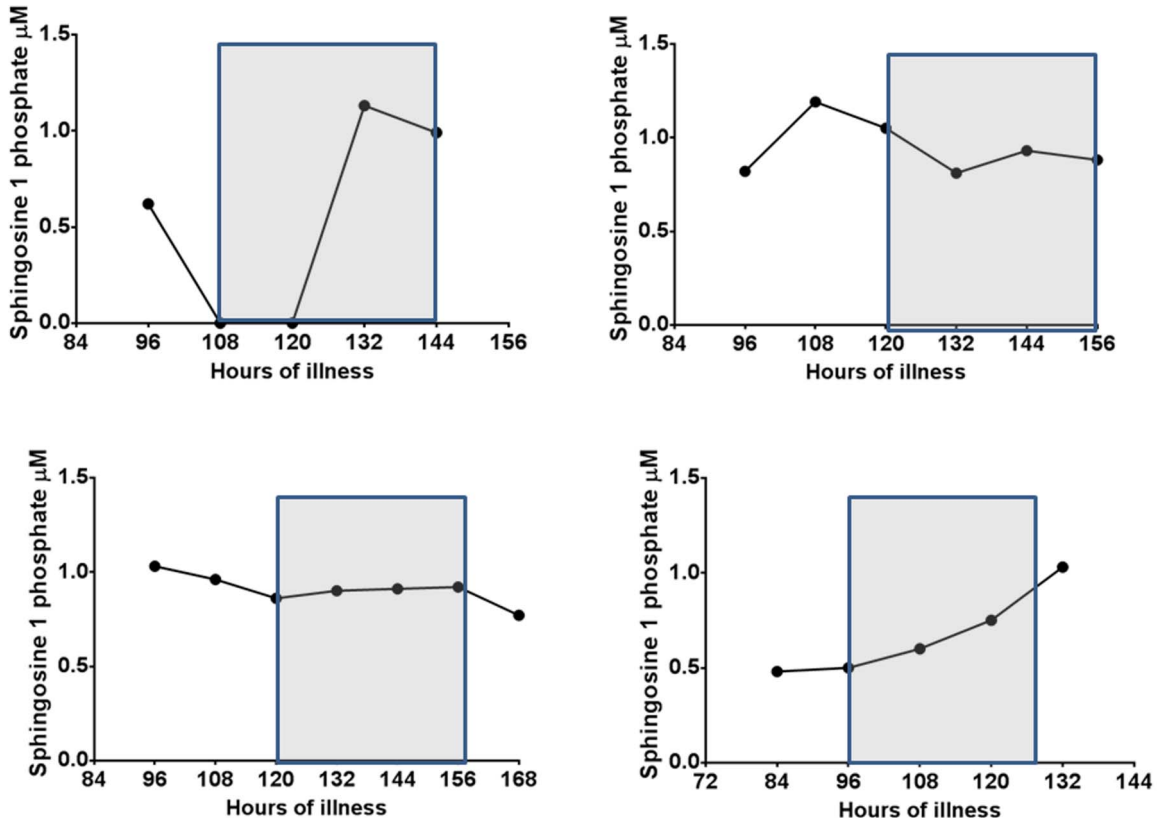 Sphingosine 1 phosphate μM
1.5
1.0
0.5
0.0
84 96 108 120 132 144 156
Hours of illness
Sphingosine 1 phosphate μM
1.5
1.0
0.5
0.0
84 96 108 120 132 144 156
Hours of illness
Sphingosine 1 phosphate μM
1.5
1.0
0.5
0.0
84 96 108 120 132 144 156 168
Hours of illness
Sphingosine 1 phosphate μM
1.5
1.0
0.5
0.0
72 84 96 108 120 132 144
Hours of illness